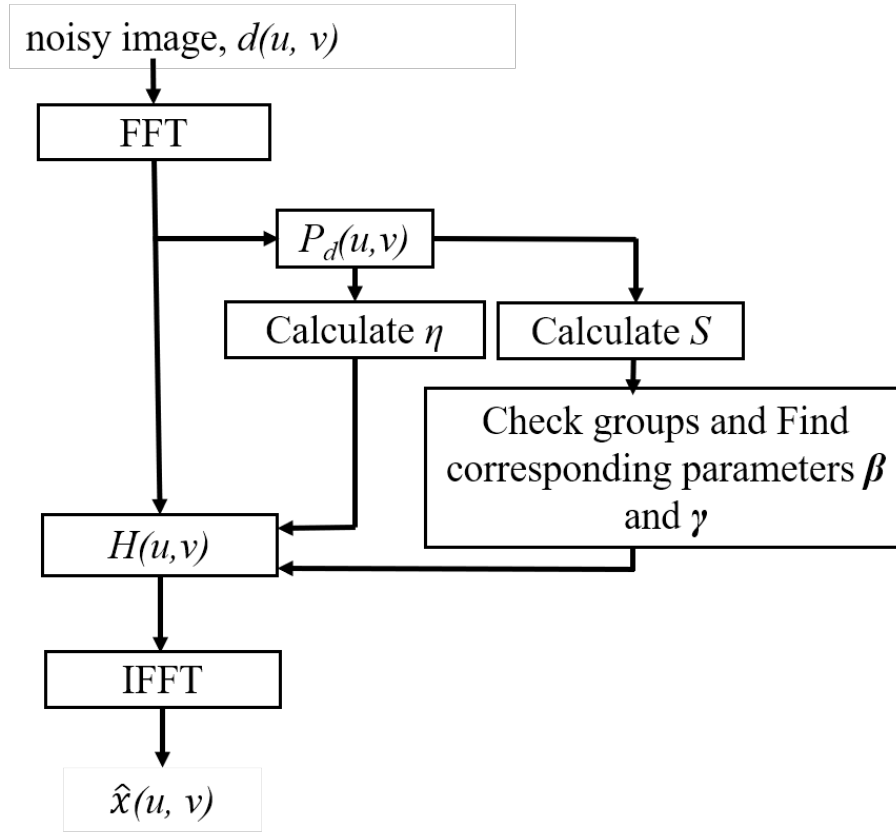 noisy image, d(u, v)
FFT
P_d(u,v)
Calculate η
Calculate S
Check groups and Find
corresponding parameters β
and γ
H(u,v)
IFFT
x̂(u, v)